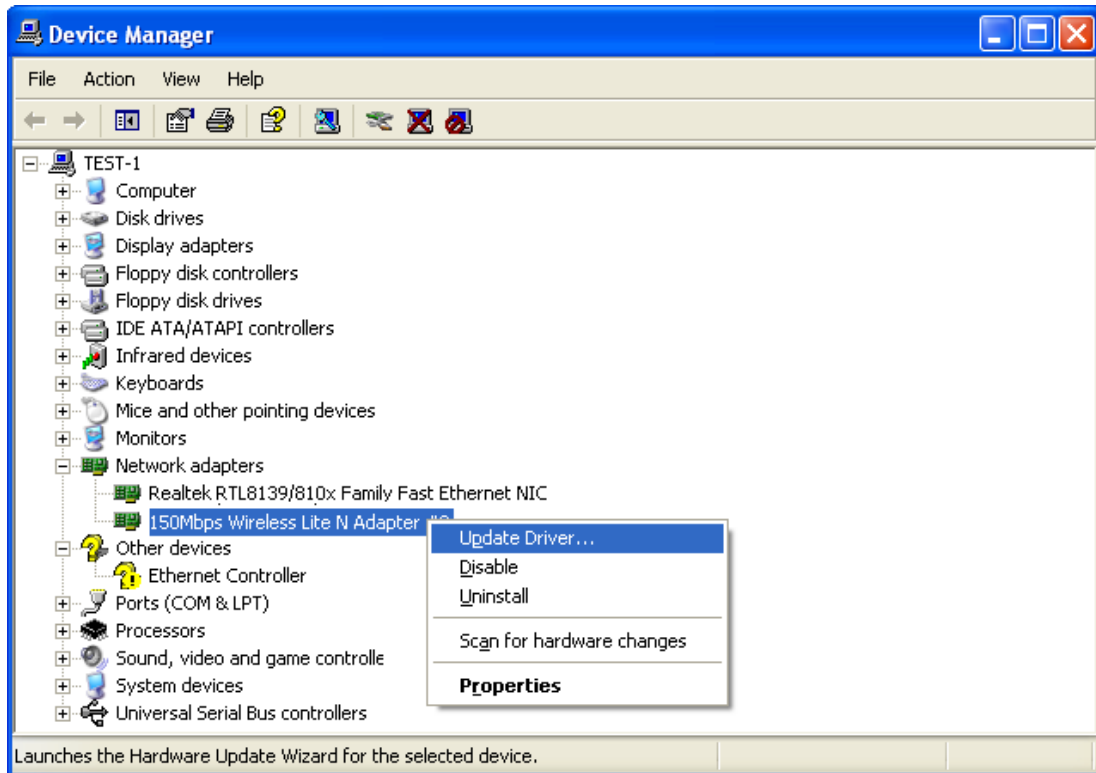 Device Manager
File Action View Help
TEST-1
Computer
Disk drives
Display adapters
Floppy disk controllers
Floppy disk drives
IDE ATA/ATAPI controllers
Infrared devices
Keyboards
Mice and other pointing devices
Monitors
Network adapters
Realtek RTL8139/810x Family Fast Ethernet NIC
150Mbps Wireless Lite N Adapter
Update Driver...
Other devices
Disable
Ethernet Controller
Uninstall
Ports (COM & LPT)
Processors
Scan for hardware changes
Sound, video and game controlle
System devices
Properties
Universal Serial Bus controllers
Launches the Hardware Update Wizard for the selected device.